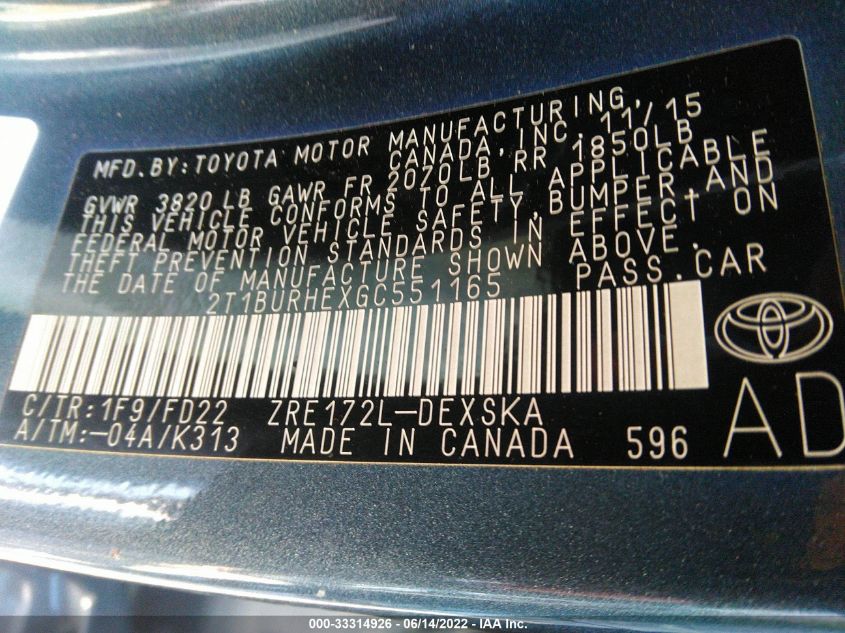 MFD.BY:TOYOTA MOTOR MANUFACTURING,
CANADA, INC. 11/15
GVWR 3820 LB GAWR FR 2070LB RR 1850LB
THIS VEHICLE CONFORMS TO ALL APPLICABLE
FEDERAL MOTOR VEHICLE SAFETY,BUMPER,AND
THEFT PREVENTION STANDARDS IN EFFECT ON
THE DATE OF MANUFACTURE SHOWN ABOVE.
2T1BURHEXGC551165 PASS.CAR
C/TR:1F9/FD22 ZRE172L-DEXSKA
A/TM:-04A/K313 MADE IN CANADA 596 AD
000-33314926 - 06/14/2022 - IAA Inc.